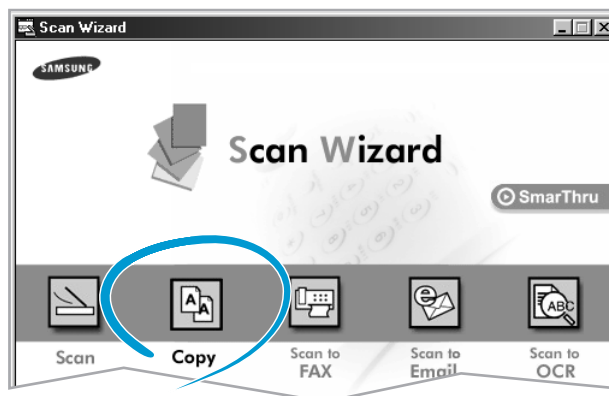 Scan Wizard
SAMSUNG
Scan Wizard
SmarThru
A A
e
ABC
Scan
Copy
Scan to
FAX
Scan to
Email
Scan to
OCR